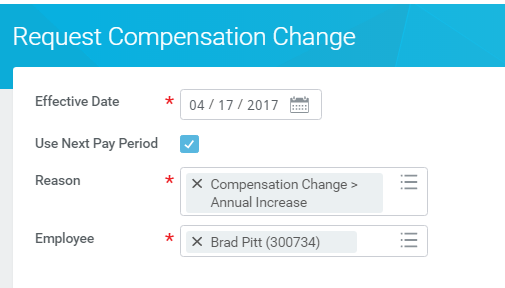 Request Compensation Change
Effective Date * 04 / 17 / 2017
Use Next Pay Period
Reason * × Compensation Change >
Annual Increase
Employee * × Brad Pitt (300734)